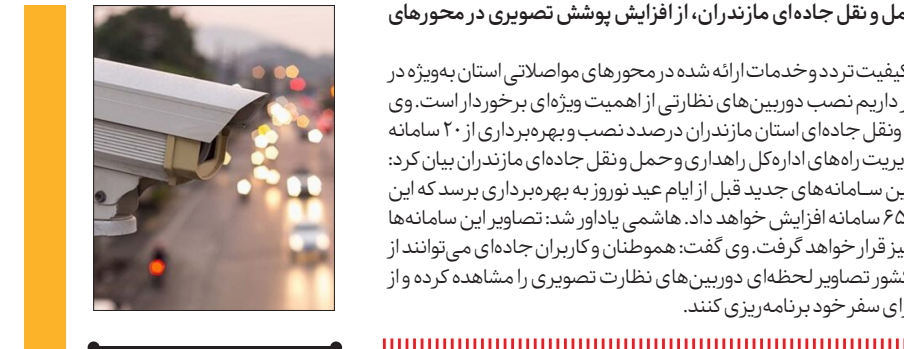 مل و نقل جاده‌ای مازندران، از افزایش پوشش تصویری در محورهای
کیفیت تردد و خدمات ارائه شده در محورهای مواصلاتی استان به‌ویژه در
داریم نصب دوربین‌های نظارتی از اهمیت ویژه‌ای برخوردار است. وی
ونقل جاده‌ای استان مازندران درصدد نصب و بهره‌برداری از ۲۰ سامانه
یریت راه‌های اداره‌کل راهداری و حمل ونقل جاده‌ای مازندران بیان کرد:
ین سامانه‌های جدید قبل از ایام عید نوروز به بهره‌برداری برسد که این
۶۵ سامانه افزایش خواهد داد. هاشمی یاداور شد: تصاویر این سامانه‌ها
یز قرار خواهد گرفت. وی گفت: هموطنان و کاربران جاده‌ای می‌توانند از
کشور تصاویر لحظه‌ای دوربین‌های نظارت تصویری را مشاهده کرده و از
رای سفر خود برنامه‌ریزی کنند.